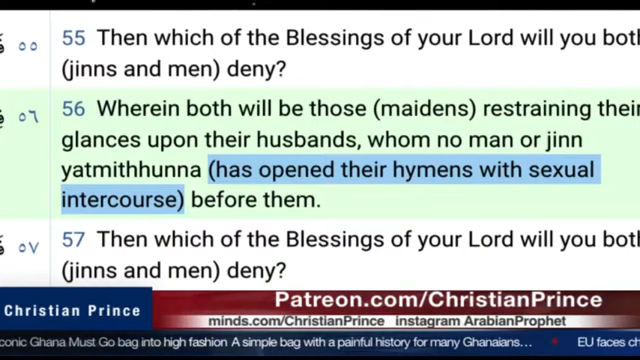 ٥٥
55 Then which of the Blessings of your Lord will you both
(jinns and men) deny?
٥٦
56 Wherein both will be those (maidens) restraining their
glances upon their husbands, whom no man or jinn
yatmithhunna (has opened their hymens with sexual
intercourse) before them.
٥٧
57 Then which of the Blessings of your Lord will you both
(jinns and men) deny?
Christian Prince
Patreon.com/ChristianPrince
minds.com/ChristianPrince instagram ArabianProphet
Ghana Must Go bag into high fashion A simple bag with a painful history for many Ghanaians... EU faces